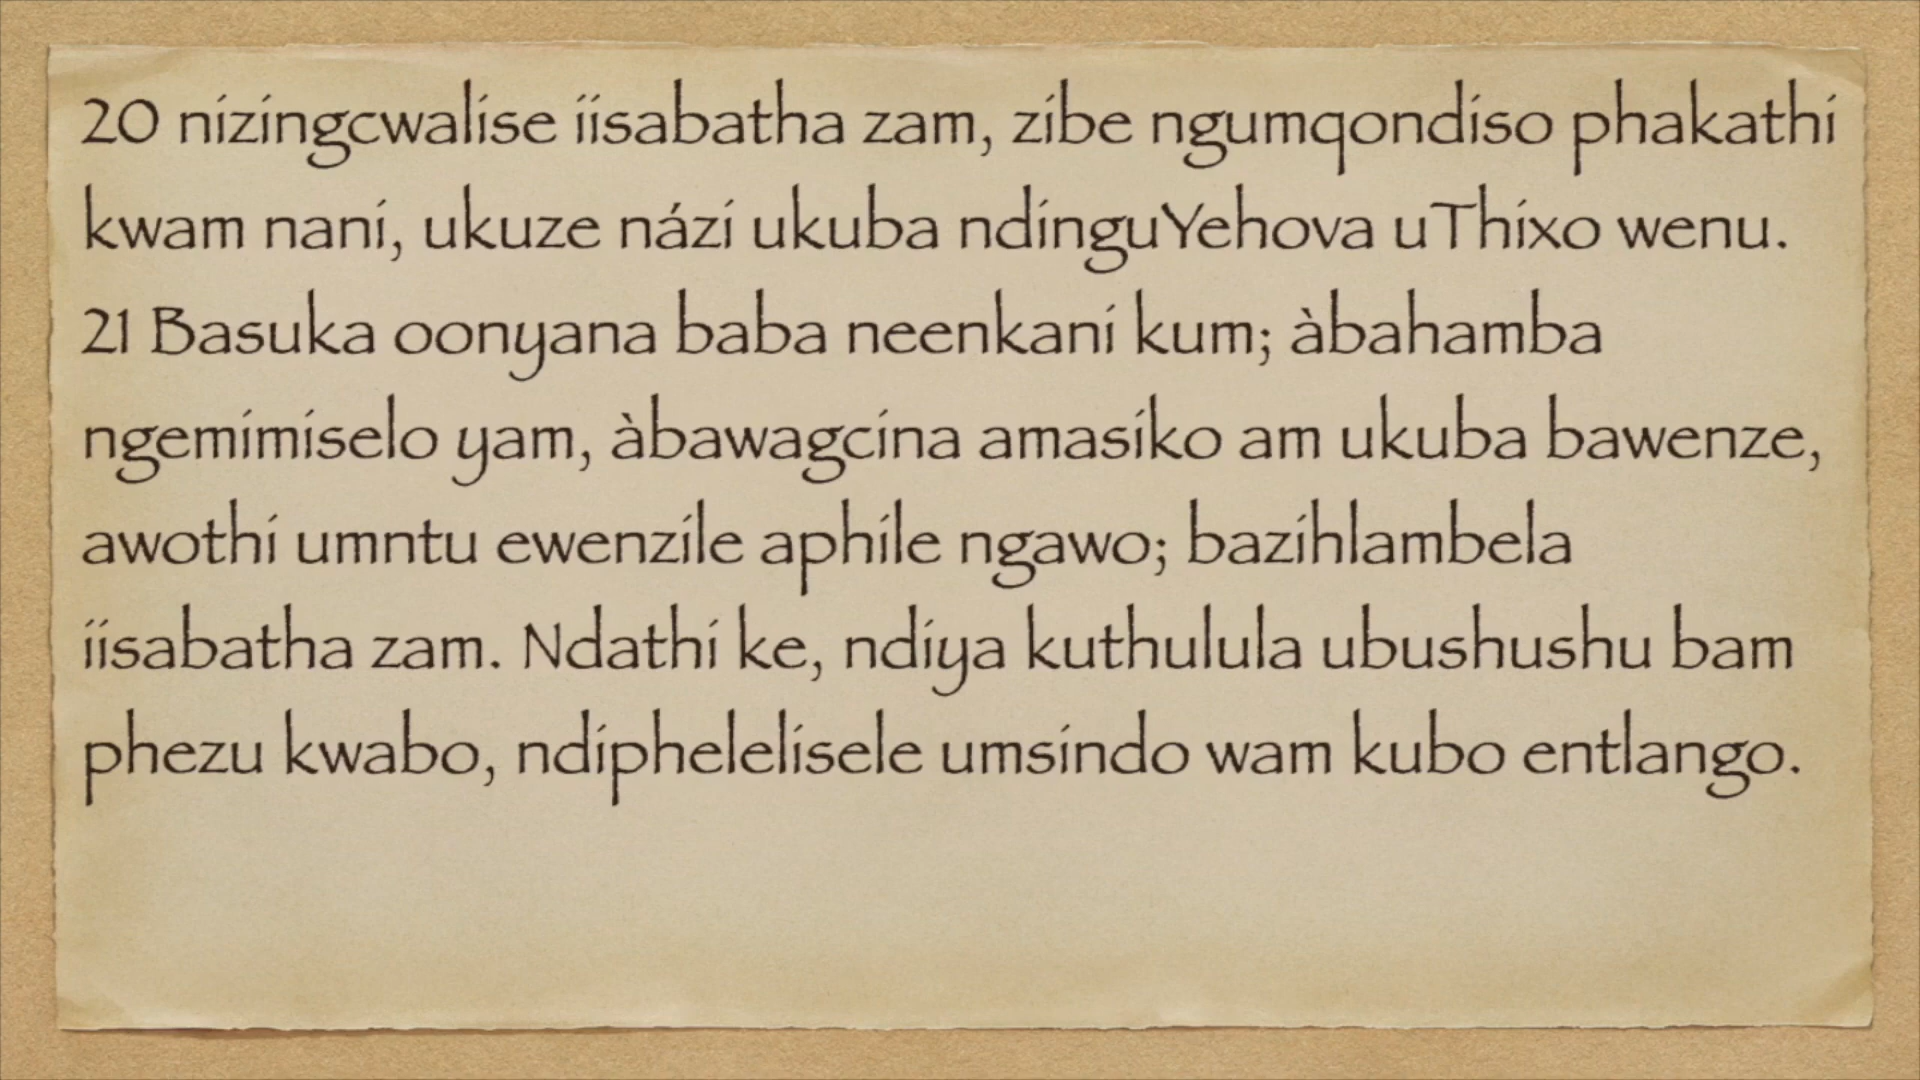 20 nizingcwalise iisabatha zam, zibe ngumqondiso phakathi
kwam nani, ukuze názi ukuba ndinguYehova uThixo wenu.
21 Basuka oonyana baba neenkani kum; àbahamba
ngemimiselo yam, àbawagcina amasiko am ukuba bawenze,
awothi umntu ewenzile aphile ngawo; bazihlambela
iisabatha zam. Ndathi ke, ndiya kuthulula ubushushu bam
phezu kwabo, ndiphelelisele umsindo wam kubo entlango.